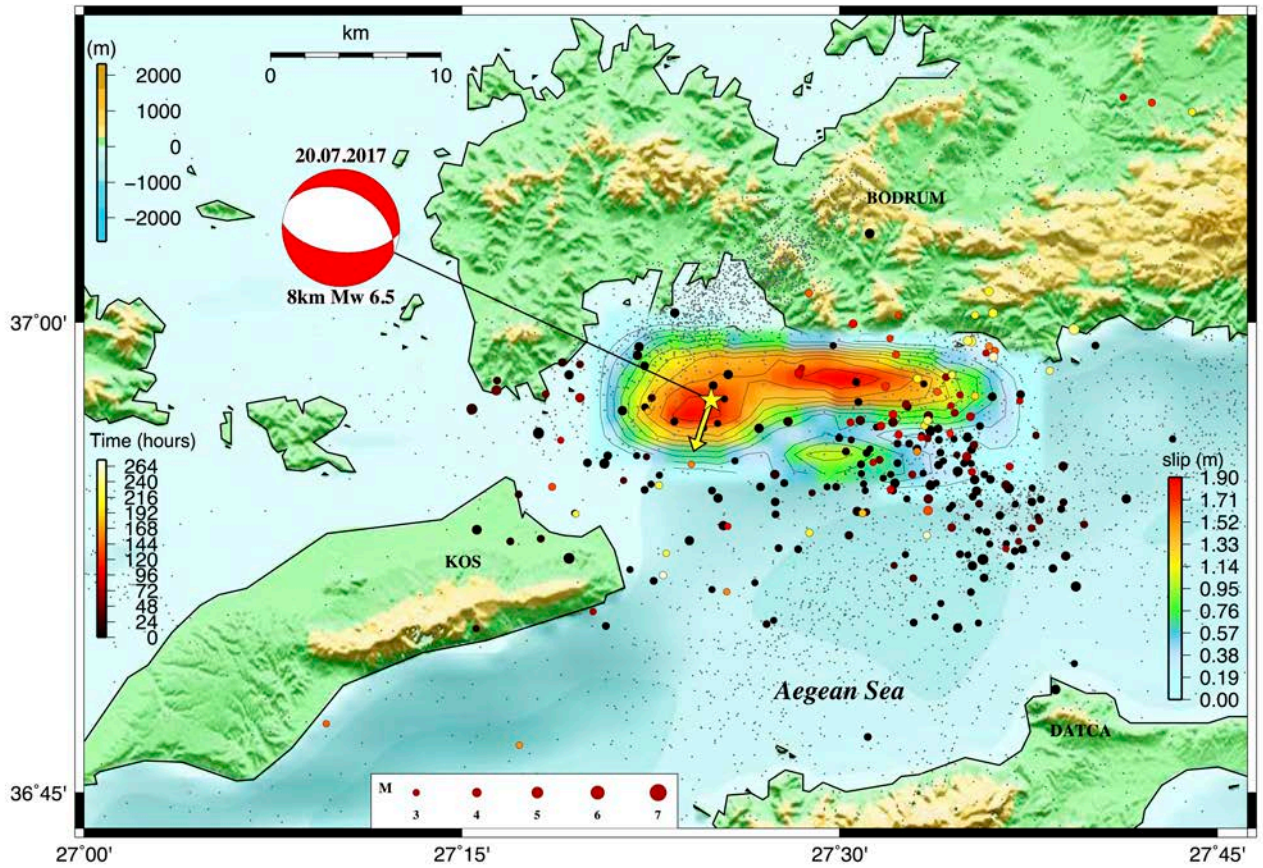 km
(m)
0 10
2000
1000
0
−1000
−2000
20.07.2017
8km Mw 6.5
BODRUM
37°00'
Time (hours)
264
240
216
192
168
144
120
96
72
48
24
0
slip (m)
1.90
1.71
1.52
1.33
1.14
0.95
0.76
0.57
0.38
0.19
0.00
KOS
Aegean Sea
DATCA
M
3 4 5 6 7
36°45'
27°00' 27°15' 27°30' 27°45'